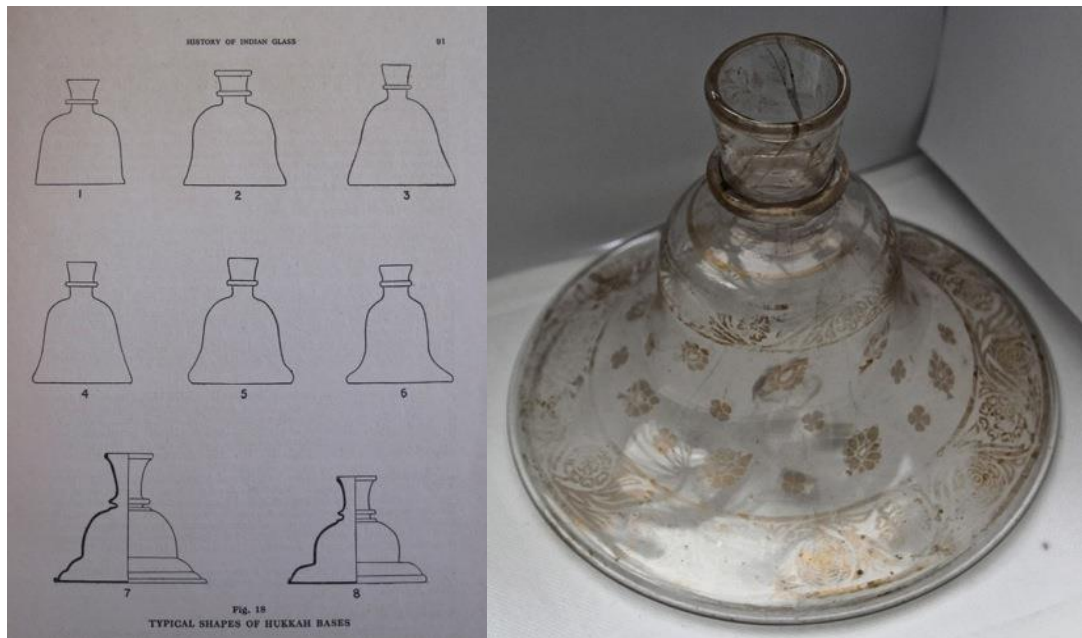 HISTORY OF INDIAN GLASS 91
1 2 3
4 5 6
7 8
Fig. 18
TYPICAL SHAPES OF HUKKAH BASES